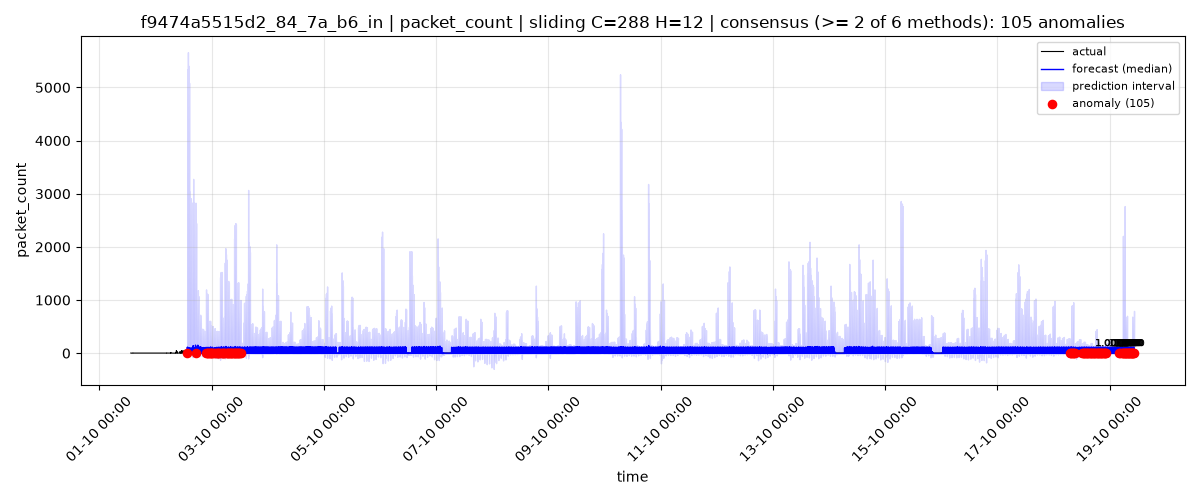 f9474a5515d2_84_7a_b6_in | packet_count | sliding C=288 H=12 | consensus (>= 2 of 6 methods): 105 anomalies
packet_count
5000
4000
3000
2000
1000
0
actual
forecast (median)
prediction interval
anomaly (105)
01-10 00:00
03-10 00:00
05-10 00:00
07-10 00:00
09-10 00:00
11-10 00:00
13-10 00:00
15-10 00:00
17-10 00:00
19-10 00:00
time